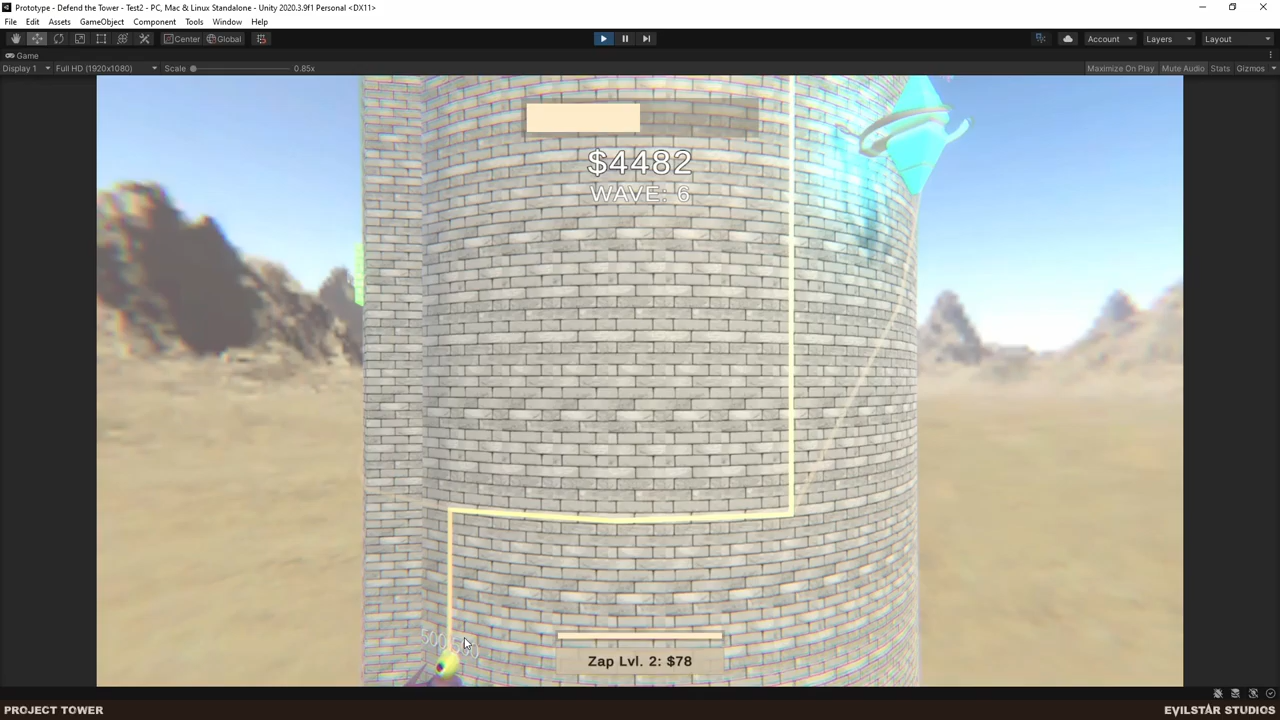 Prototype - Defend the Tower - Test2 - PC, Mac & Linux Standalone - Unity 2020.3.9f1 Personal <DX11>
File Edit Assets GameObject Component Tools Window Help
Center Global Account Layers Layout
Game
Display 1 Full HD (1920x1080) Scale 0.85x Maximize On Play Mute Audio Stats Gizmos
$4482
WAVE: 6
Zap Lvl. 2: $78
PROJECT TOWER EVILSTAR STUDIOS